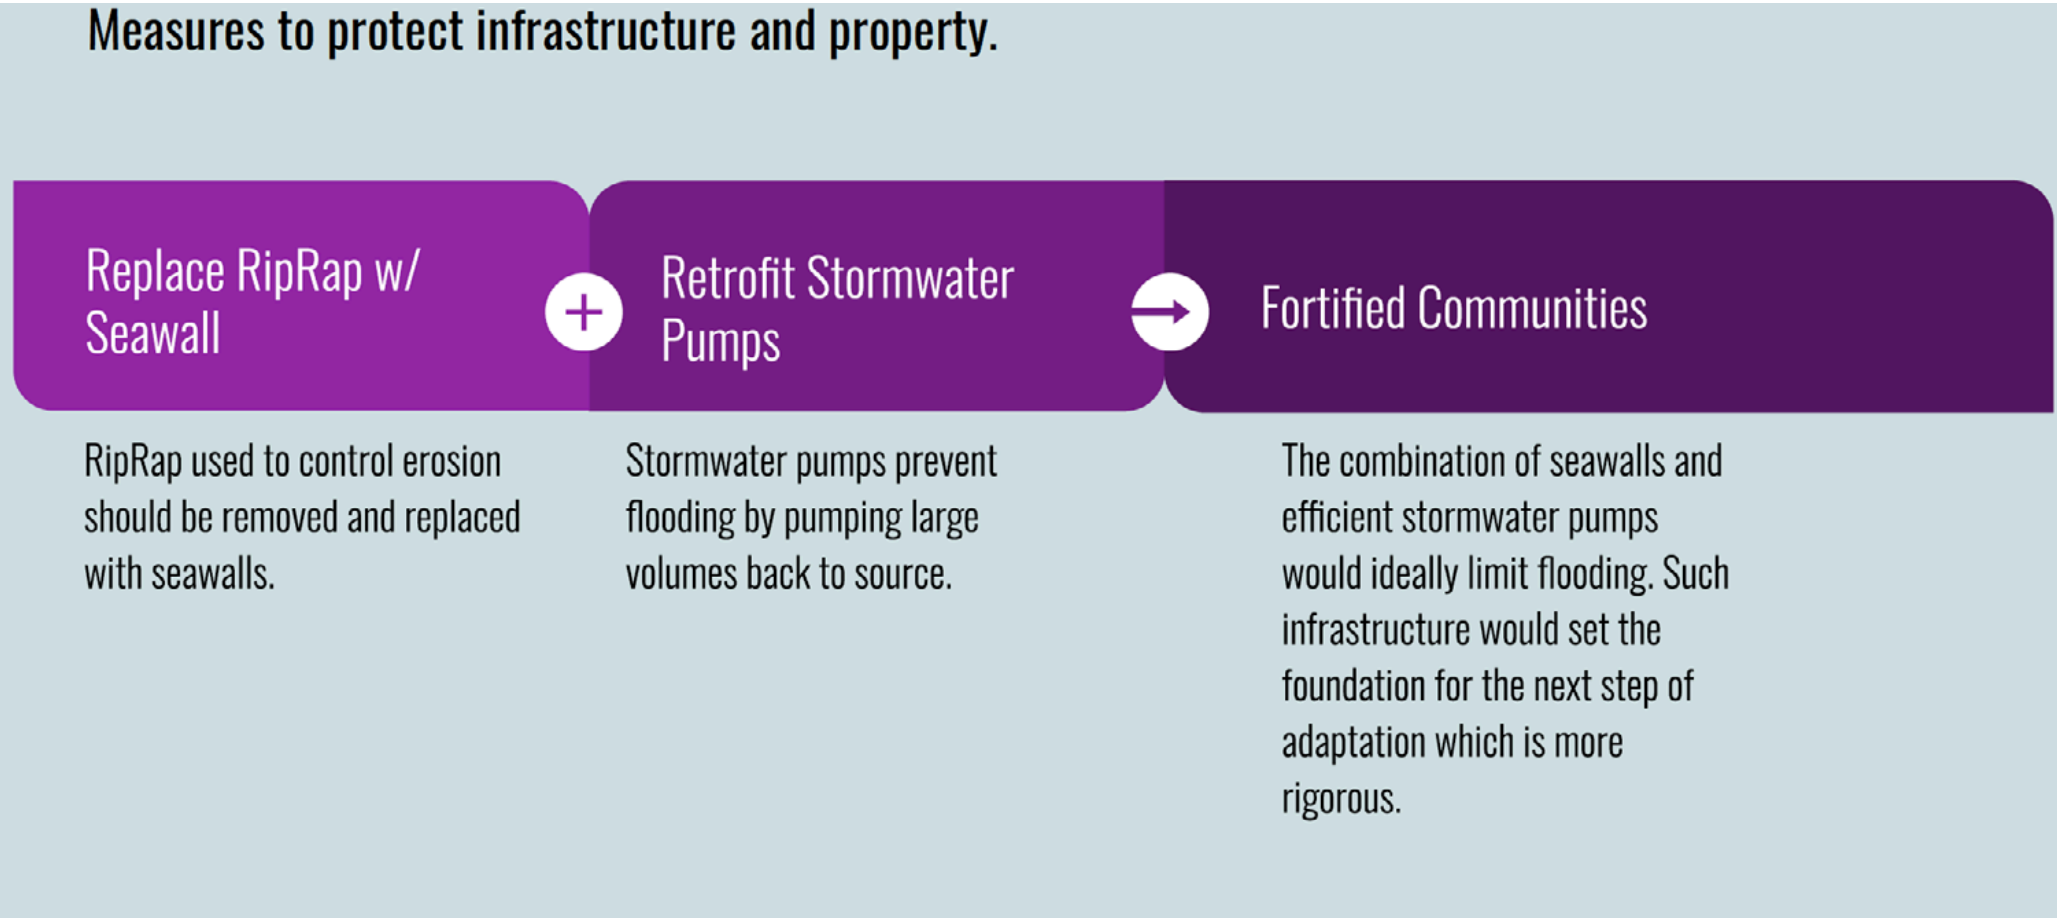 Measures to protect infrastructure and property.
Replace RipRap w/
Seawall
+
Retrofit Stormwater
Pumps
Fortified Communities
RipRap used to control erosion
should be removed and replaced
with seawalls.
Stormwater pumps prevent
flooding by pumping large
volumes back to source.
The combination of seawalls and
efficient stormwater pumps
would ideally limit flooding. Such
infrastructure would set the
foundation for the next step of
adaptation which is more
rigorous.